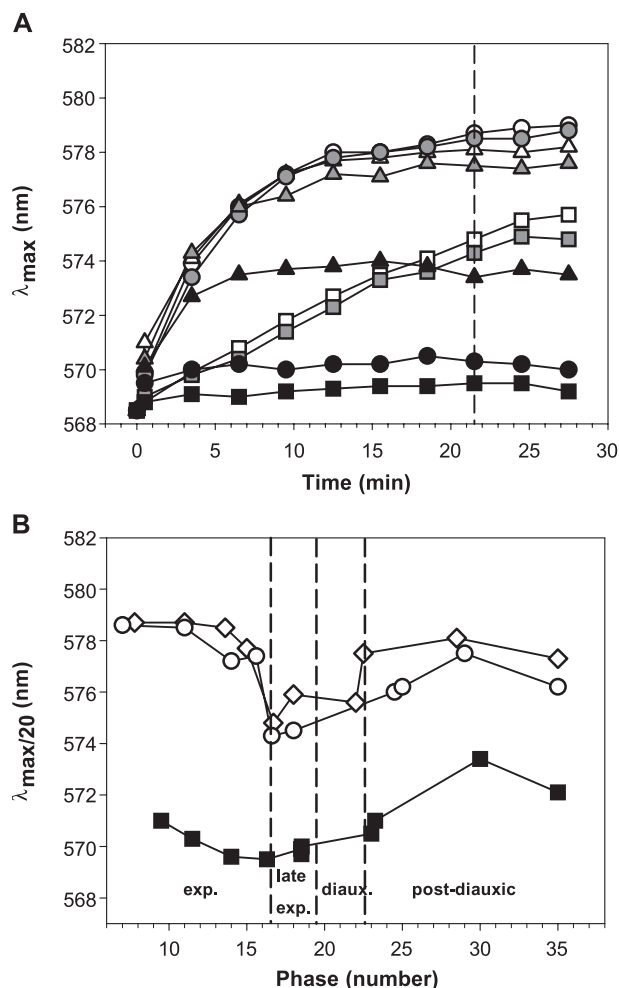 A
582
580
578
576
574
572
570
568
λmax (nm)
0 5 10 15 20 25 30
Time (min)
B
582
580
578
576
574
572
571
570
568
λmax/20 (nm)
exp.
late
exp.
diaux.
post-diauxic
10 15 20 25 30 35
Phase (number)